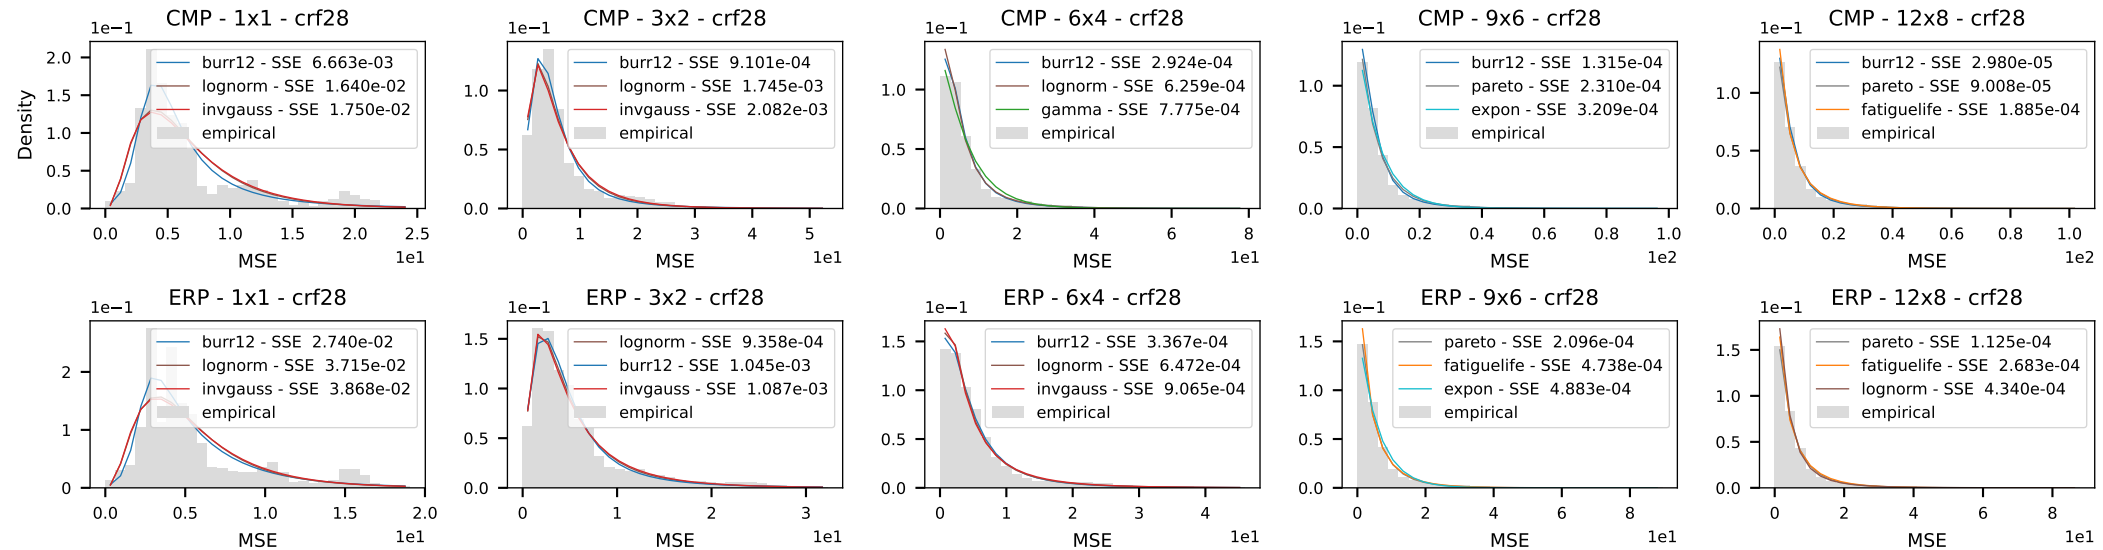 CMP - 1x1 - crf28
1e−1
burr12 - SSE 6.663e-03
lognorm - SSE 1.640e-02
invgauss - SSE 1.750e-02
empirical
Density
2.0
1.5
1.0
0.5
0.0
0.0 0.5 1.0 1.5 2.0 2.5
MSE
1e1
CMP - 3x2 - crf28
1e−1
burr12 - SSE 9.101e-04
lognorm - SSE 1.745e-03
invgauss - SSE 2.082e-03
empirical
1.0
0.5
0.0
0 1 2 3 4 5
MSE
1e1
CMP - 6x4 - crf28
1e−1
burr12 - SSE 2.924e-04
lognorm - SSE 6.259e-04
gamma - SSE 7.775e-04
empirical
1.0
0.5
0.0
0 2 4 6 8
MSE
1e1
CMP - 9x6 - crf28
1e−1
burr12 - SSE 1.315e-04
pareto - SSE 2.310e-04
expon - SSE 3.209e-04
empirical
1.0
0.5
0.0
0.0 0.2 0.4 0.6 0.8 1.0
MSE
1e2
CMP - 12x8 - crf28
1e−1
burr12 - SSE 2.980e-05
pareto - SSE 9.008e-05
fatiguelife - SSE 1.885e-04
empirical
1.0
0.5
0.0
0.0 0.2 0.4 0.6 0.8 1.0
MSE
1e2
ERP - 1x1 - crf28
1e−1
burr12 - SSE 2.740e-02
lognorm - SSE 3.715e-02
invgauss - SSE 3.868e-02
empirical
2
1
0
0.0 0.5 1.0 1.5 2.0
MSE
1e1
ERP - 3x2 - crf28
1e−1
lognorm - SSE 9.358e-04
burr12 - SSE 1.045e-03
invgauss - SSE 1.087e-03
empirical
1.5
1.0
0.5
0.0
0 1 2 3
MSE
1e1
ERP - 6x4 - crf28
1e−1
burr12 - SSE 3.367e-04
lognorm - SSE 6.472e-04
invgauss - SSE 9.065e-04
empirical
1.5
1.0
0.5
0.0
0 1 2 3 4
MSE
1e1
ERP - 9x6 - crf28
1e−1
pareto - SSE 2.096e-04
fatiguelife - SSE 4.738e-04
expon - SSE 4.883e-04
empirical
1.5
1.0
0.5
0.0
0 2 4 6 8
MSE
1e1
ERP - 12x8 - crf28
1e−1
pareto - SSE 1.125e-04
fatiguelife - SSE 2.683e-04
lognorm - SSE 4.340e-04
empirical
1.5
1.0
0.5
0.0
0 2 4 6 8
MSE
1e1